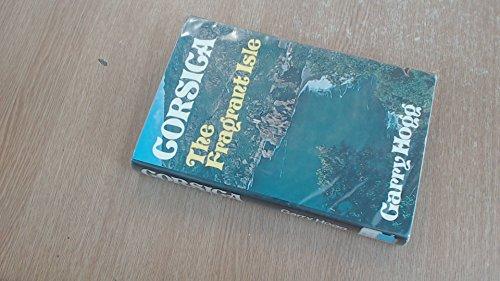 CORSICA
The
Fragrant Isle
Garry Hogg
CORSICA
Garry Hogg